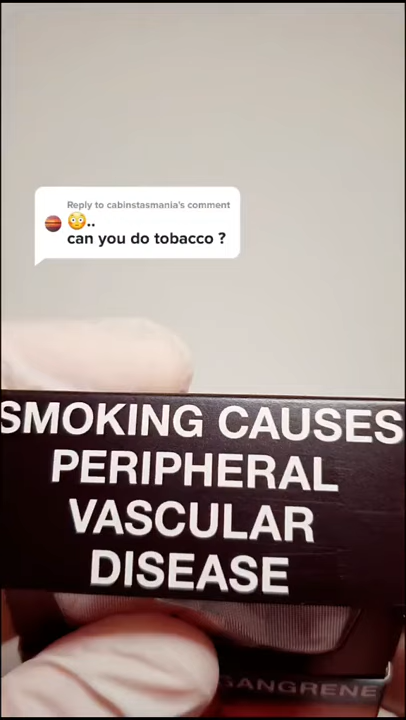 Reply to cabinstasmania's comment
😳..
can you do tobacco ?
SMOKING CAUSES
PERIPHERAL
VASCULAR
DISEASE
GANGRENE